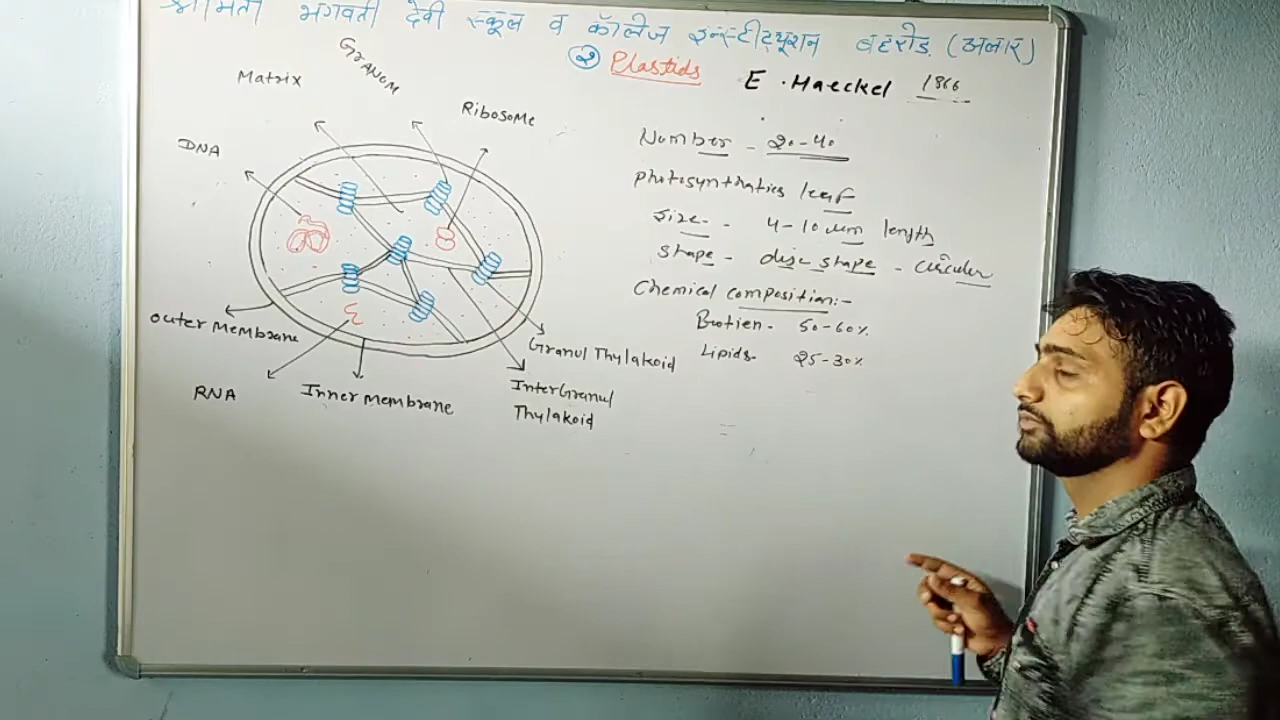 श्रीमती भगवती देवी स्कूल व कॉलेज इन्स्टीट्यूशन बहरोड़ (अलवर)
२ Plastids E. Haeckel 1866
Matrix
GRANUM
Ribosome
DNA
Outer Membrane
RNA
Inner membrane
Granul Thylakoid
InterGranul
Thylakoid
Number - 20-40
Photosynthatics leaf
Size - 4-10 µm length
Shape - disc shape - circular
Chemical composition:-
Protien - 50-60%
Lipids - 25-30%